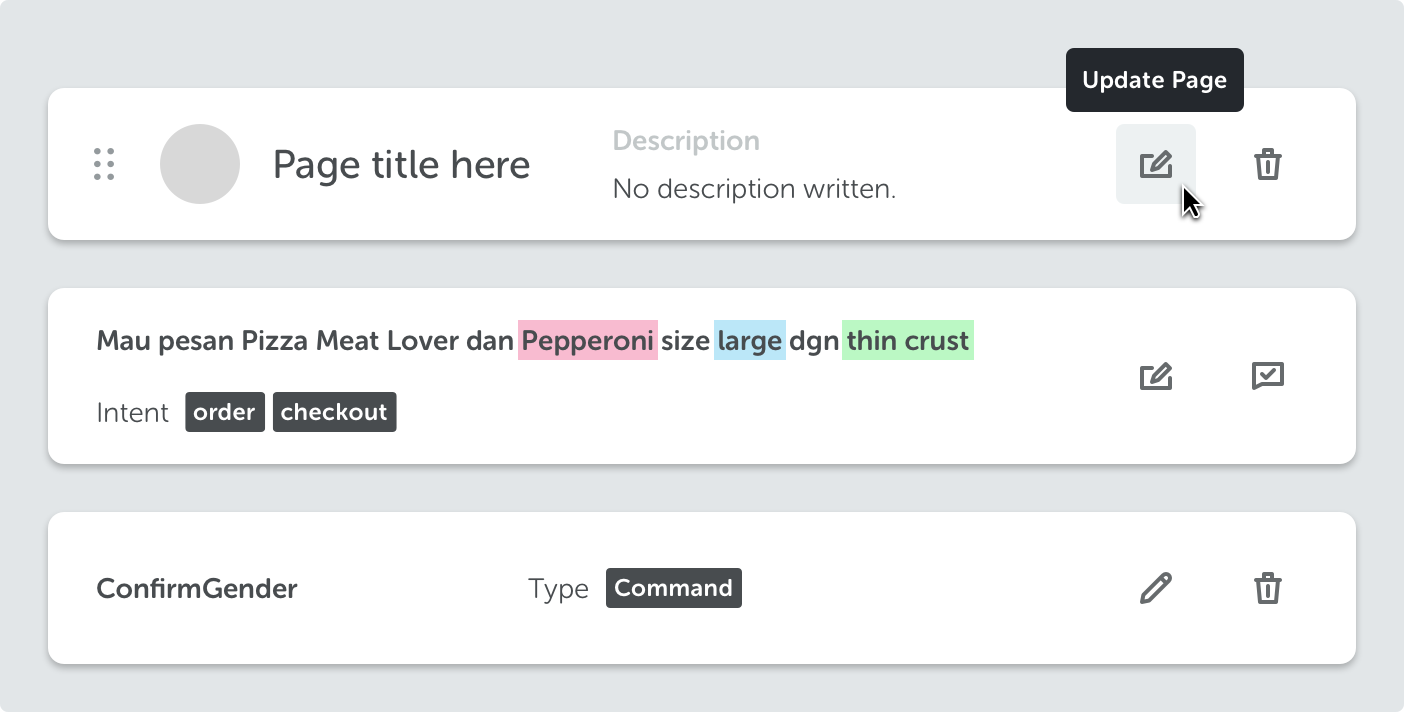 Update Page
Page title here
Description
No description written.
Mau pesan Pizza Meat Lover dan Pepperoni size large dgn thin crust
Intent order checkout
ConfirmGender Type Command